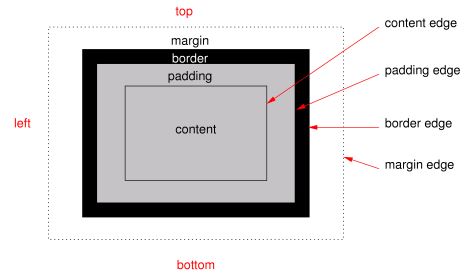 top
content edge
margin
border
padding edge
padding
left
content
border edge
margin edge
bottom